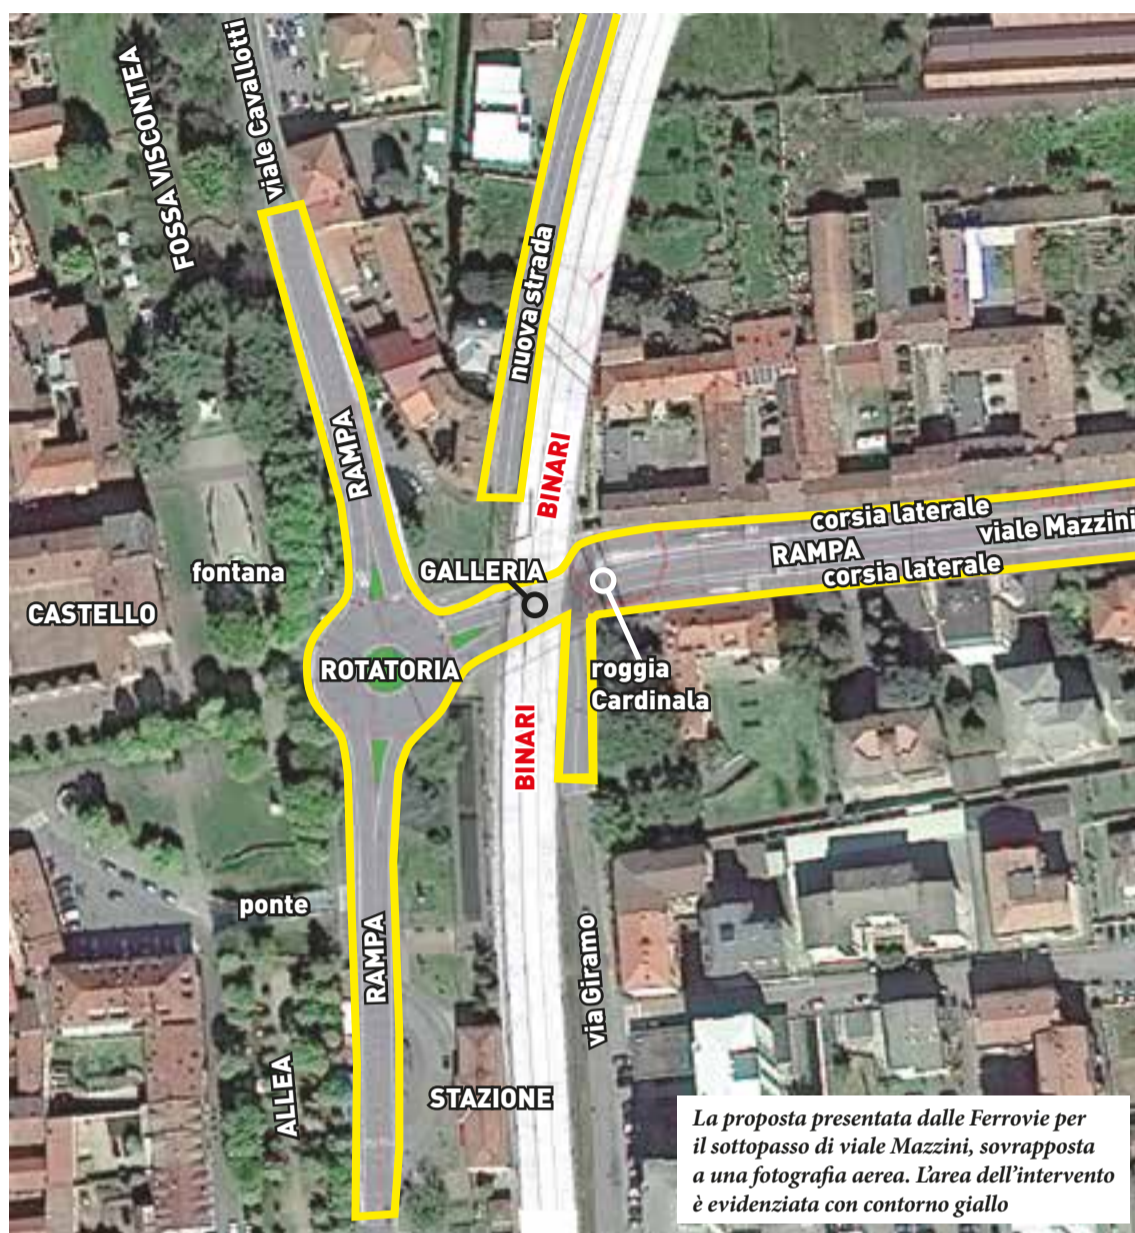 FOSSA VISCONTEA
viale Cavallotti
nuova strada
RAMPA
BINARI
corsia laterale
viale Mazzini
RAMPA
corsia laterale
GALLERIA
fontana
CASTELLO
ROTATORIA
roggia
Cardinala
BINARI
ponte
RAMPA
via Giramo
ALLEA
STAZIONE
La proposta presentata dalle Ferrovie per
il sottopasso di viale Mazzini, sovrapposta
a una fotografia aerea. L'area dell'intervento
è evidenziata con contorno giallo